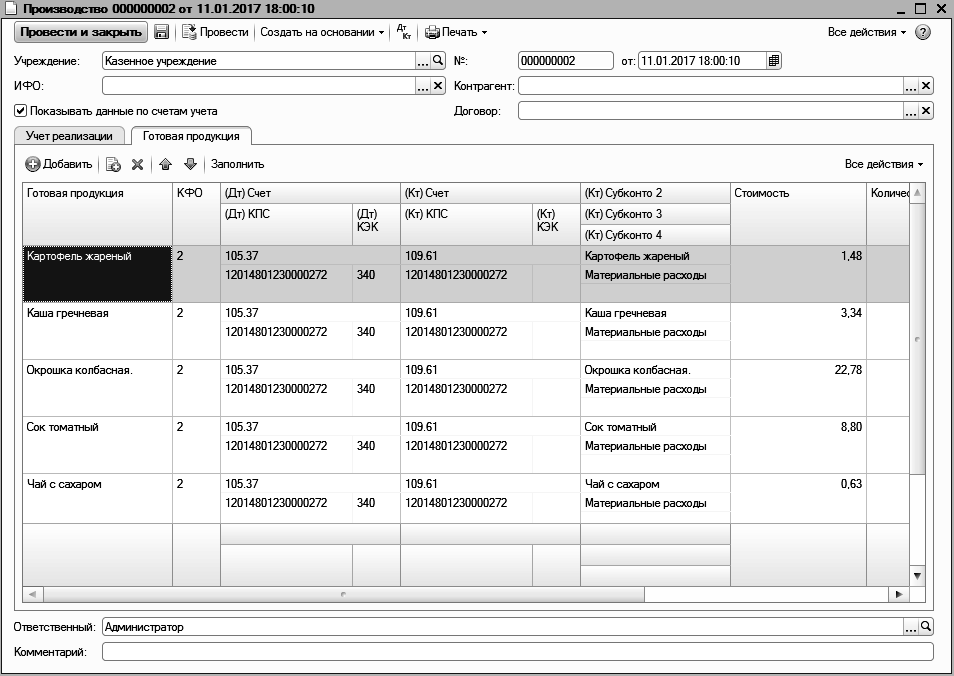 Производство 000000002 от 11.01.2017 18:00:10
Провести и закрыть Провести Создать на основании Дт Кт Печать Все действия ?
Учреждение: Казенное учреждение ... №: 000000002 от: 11.01.2017 18:00:10
ИФО: ... Контрагент: ...
Показывать данные по счетам учета Договор: ...
Учет реализации Готовая продукция
Добавить Заполнить Все действия
Готовая продукция КФО (Дт) Счет (Кт) Счет (Кт) Субконто 2 Стоимость Количес
(Дт) КПС (Дт) КЭК (Кт) КПС (Кт) КЭК (Кт) Субконто 3
(Кт) Субконто 4
Картофель жареный 2 105.37 109.61 Картофель жареный 1,48
12014801230000272 340 12014801230000272 Материальные расходы
Каша гречневая 2 105.37 109.61 Каша гречневая 3,34
12014801230000272 340 12014801230000272 Материальные расходы
Окрошка колбасная. 2 105.37 109.61 Окрошка колбасная. 22,78
12014801230000272 340 12014801230000272 Материальные расходы
Сок томатный 2 105.37 109.61 Сок томатный 8,80
12014801230000272 340 12014801230000272 Материальные расходы
Чай с сахаром 2 105.37 109.61 Чай с сахаром 0,63
12014801230000272 340 12014801230000272 Материальные расходы
Ответственный: Администратор ...
Комментарий: